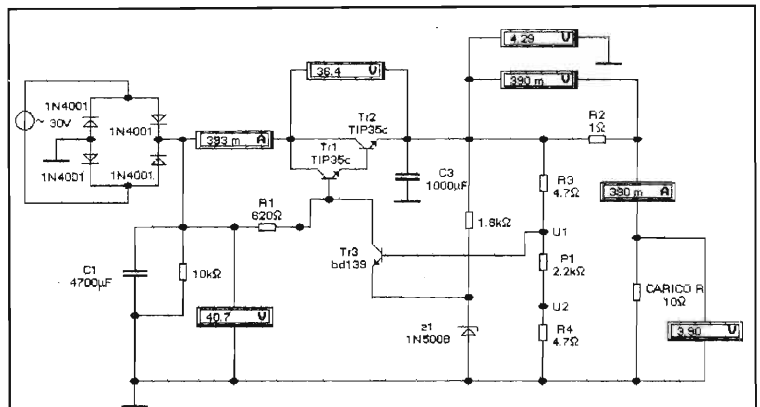 4.29 V
390 m V
36.4 V
1N4001
1N4001
~ 30V
1N4001
1N4001
393 m A
Tr2
TIP35c
Tr1
TIP35c
R2
1Ω
C3
1000µF
R3
4.7Ω
390 m A
R1
820Ω
1.8kΩ
U1
Tr3
bd139
P1
2.2kΩ
C1
4700µF
10kΩ
U2
CARICO R
10Ω
40.7 V
z1
1N5008
R4
4.7Ω
3.90 V